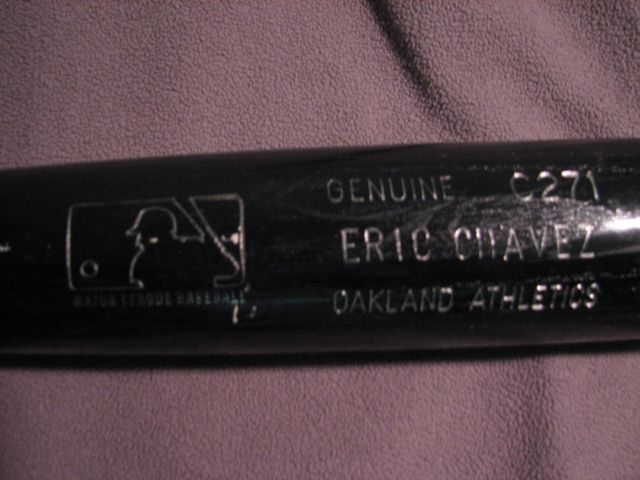 GENUINE C271
ERIC CHAVEZ
OAKLAND ATHLETICS
MAJOR LEAGUE BASEBALL